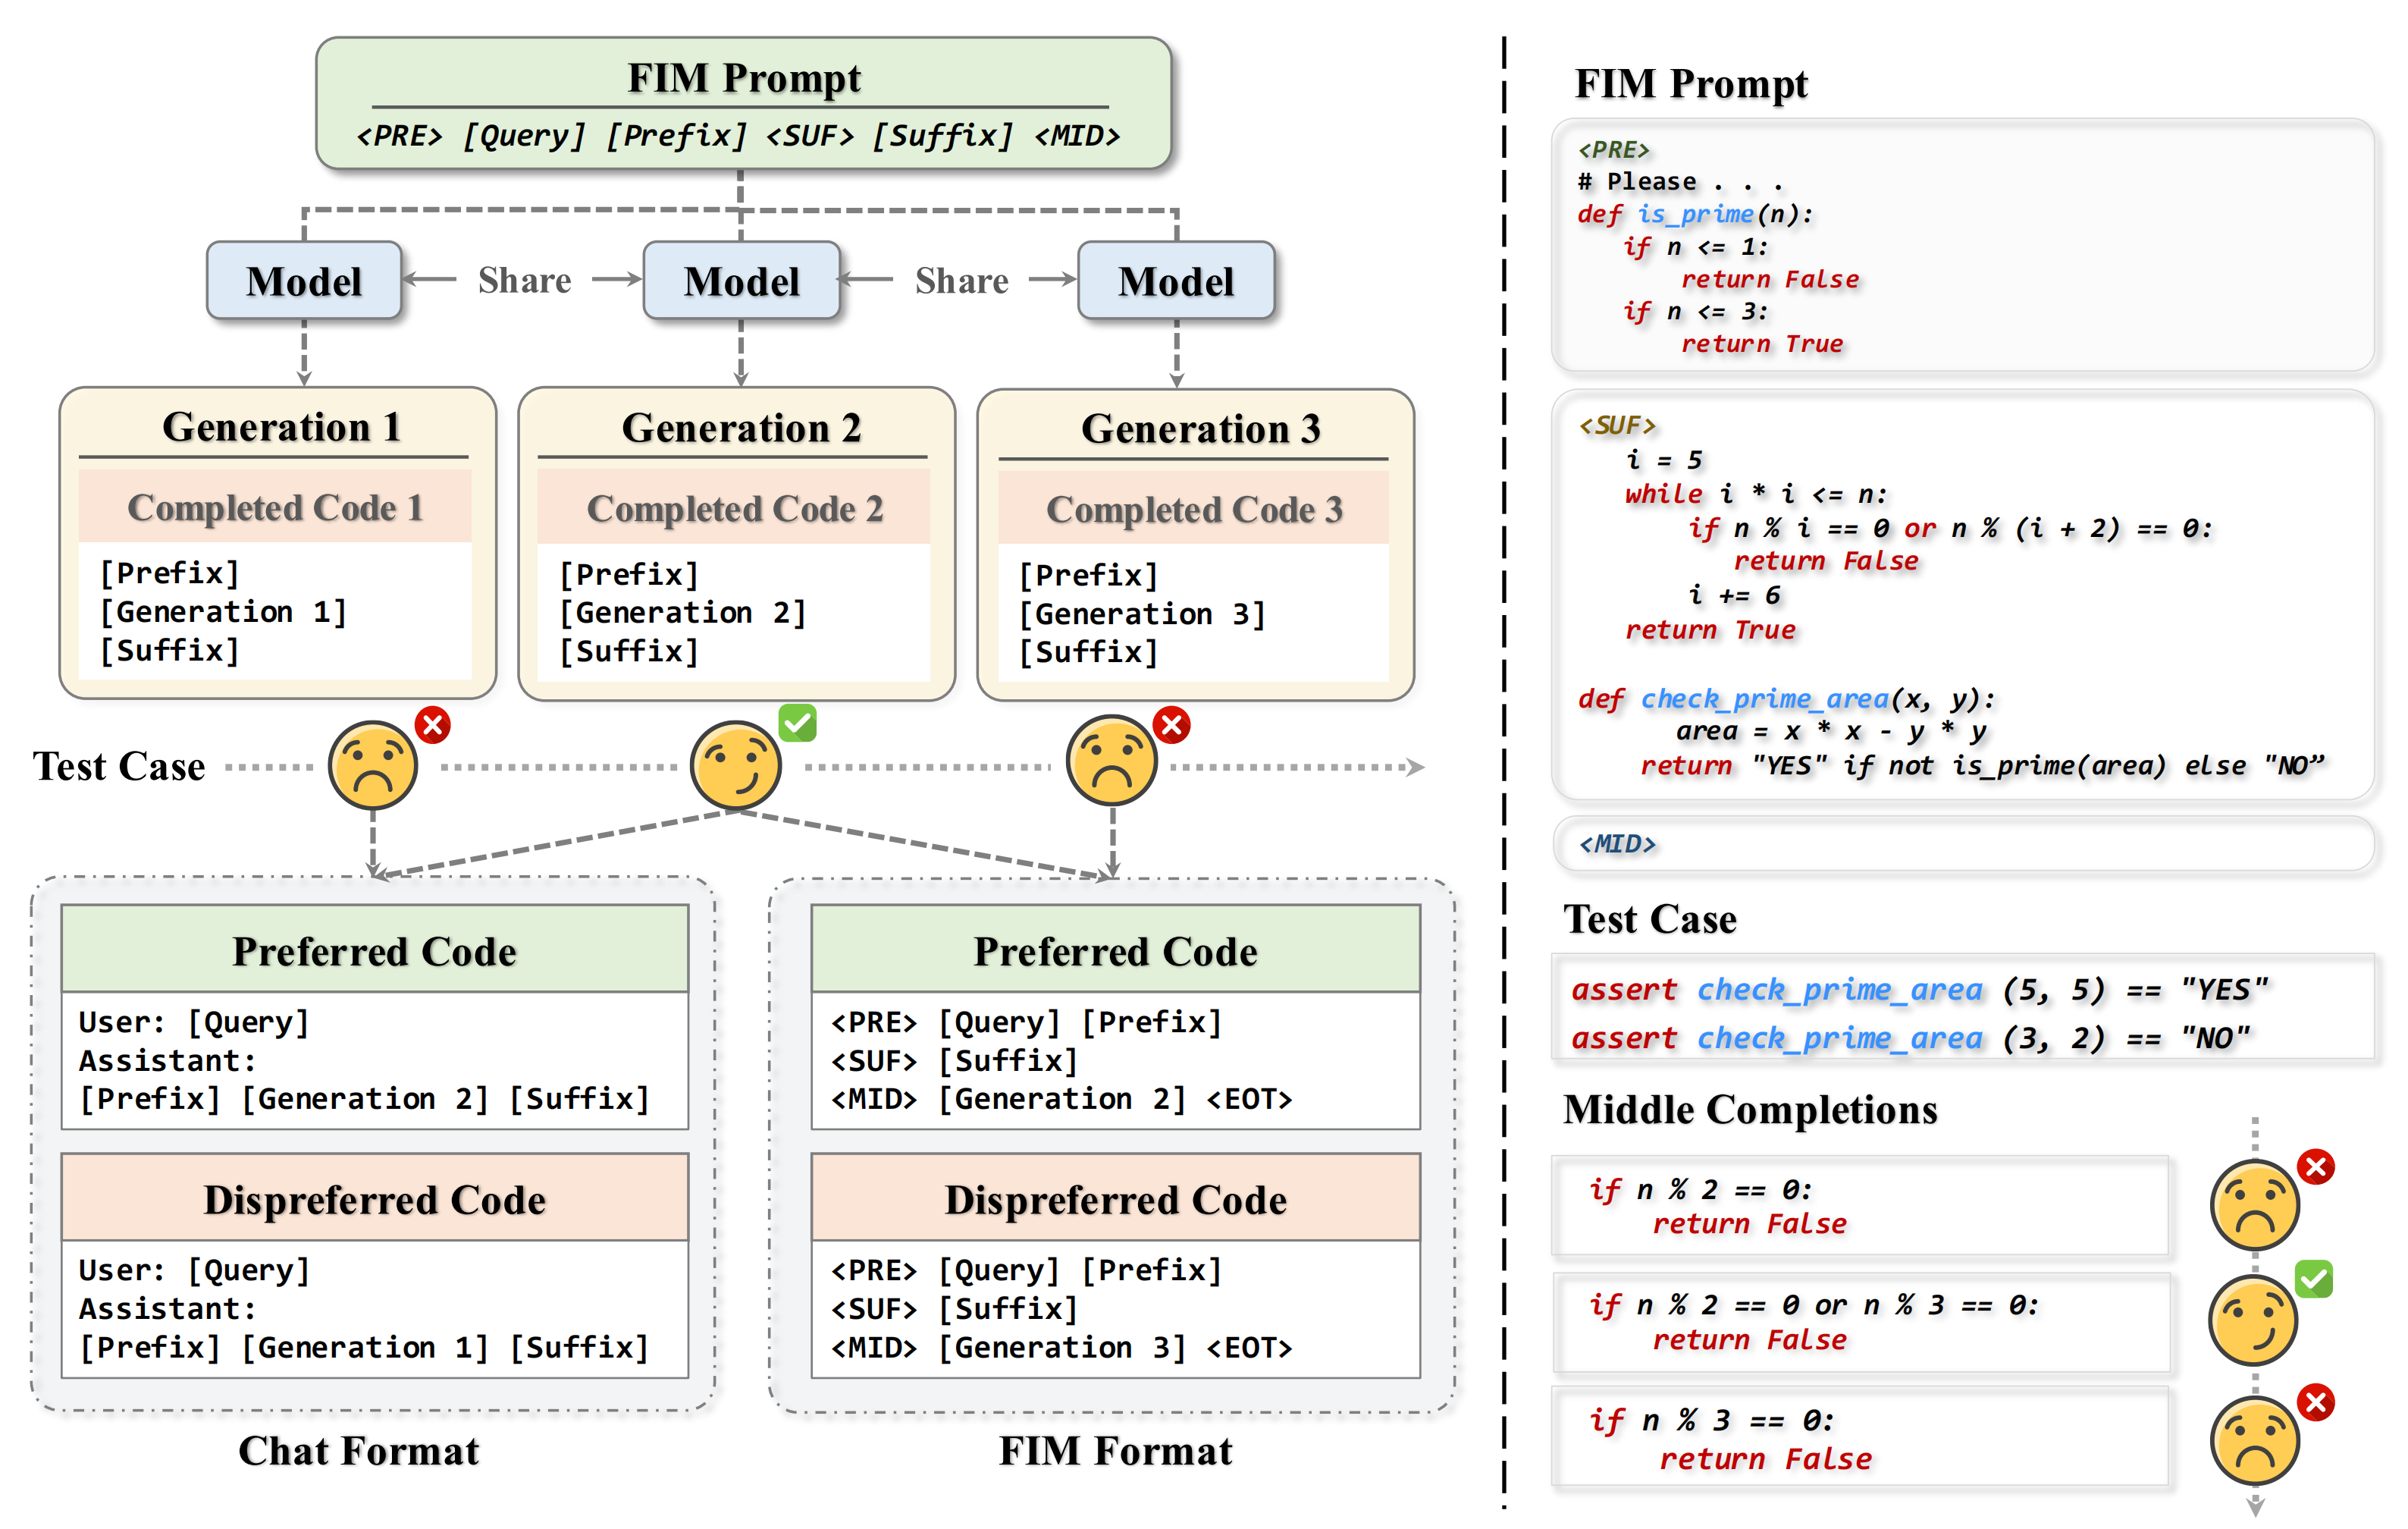 FIM Prompt
<PRE> [Query] [Prefix] <SUF> [Suffix] <MID>
Model
Share
Model
Share
Model
Generation 1
Completed Code 1
[Prefix]
[Generation 1]
[Suffix]
Generation 2
Completed Code 2
[Prefix]
[Generation 2]
[Suffix]
Generation 3
Completed Code 3
[Prefix]
[Generation 3]
[Suffix]
Test Case
Preferred Code
User: [Query]
Assistant:
[Prefix] [Generation 2] [Suffix]
Dispreferred Code
User: [Query]
Assistant:
[Prefix] [Generation 1] [Suffix]
Chat Format
Preferred Code
<PRE> [Query] [Prefix]
<SUF> [Suffix]
<MID> [Generation 2] <EOT>
Dispreferred Code
<PRE> [Query] [Prefix]
<SUF> [Suffix]
<MID> [Generation 3] <EOT>
FIM Format
FIM Prompt
<PRE>
# Please . . .
def is_prime(n):
if n <= 1:
return False
if n <= 3:
return True
<SUF>
i = 5
while i * i <= n:
if n % i == 0 or n % (i + 2) == 0:
return False
i += 6
return True
def check_prime_area(x, y):
area = x * x - y * y
return "YES" if not is_prime(area) else "NO”
<MID>
Test Case
assert check_prime_area (5, 5) == "YES"
assert check_prime_area (3, 2) == "NO"
Middle Completions
if n % 2 == 0:
return False
if n % 2 == 0 or n % 3 == 0:
return False
if n % 3 == 0:
return False